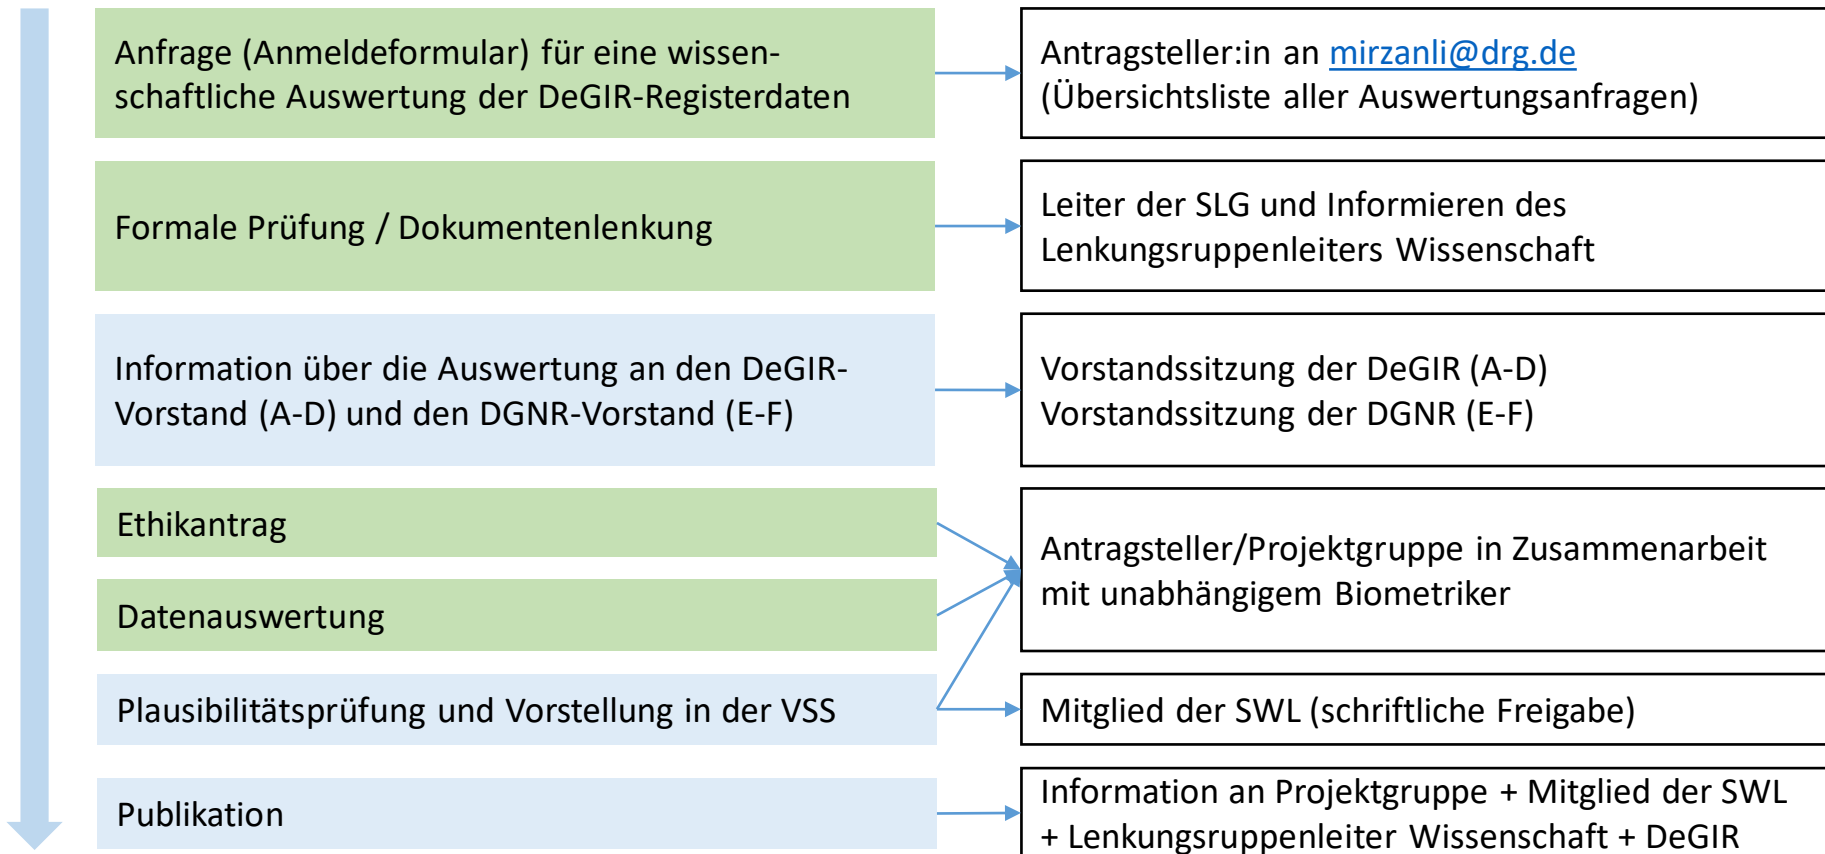 Anfrage (Anmeldeformular) für eine wissen-
schaftliche Auswertung der DeGIR-Registerdaten
Antragsteller:in an mirzanli@drg.de
(Übersichtsliste aller Auswertungsanfragen)
Formale Prüfung / Dokumentenlenkung
Leiter der SLG und Informieren des
Lenkungsruppenleiters Wissenschaft
Information über die Auswertung an den DeGIR-
Vorstand (A-D) und den DGNR-Vorstand (E-F)
Vorstandssitzung der DeGIR (A-D)
Vorstandssitzung der DGNR (E-F)
Ethikantrag
Datenauswertung
Antragsteller/Projektgruppe in Zusammenarbeit
mit unabhängigem Biometriker
Plausibilitätsprüfung und Vorstellung in der VSS
Mitglied der SWL (schriftliche Freigabe)
Publikation
Information an Projektgruppe + Mitglied der SWL
+ Lenkungsruppenleiter Wissenschaft + DeGIR